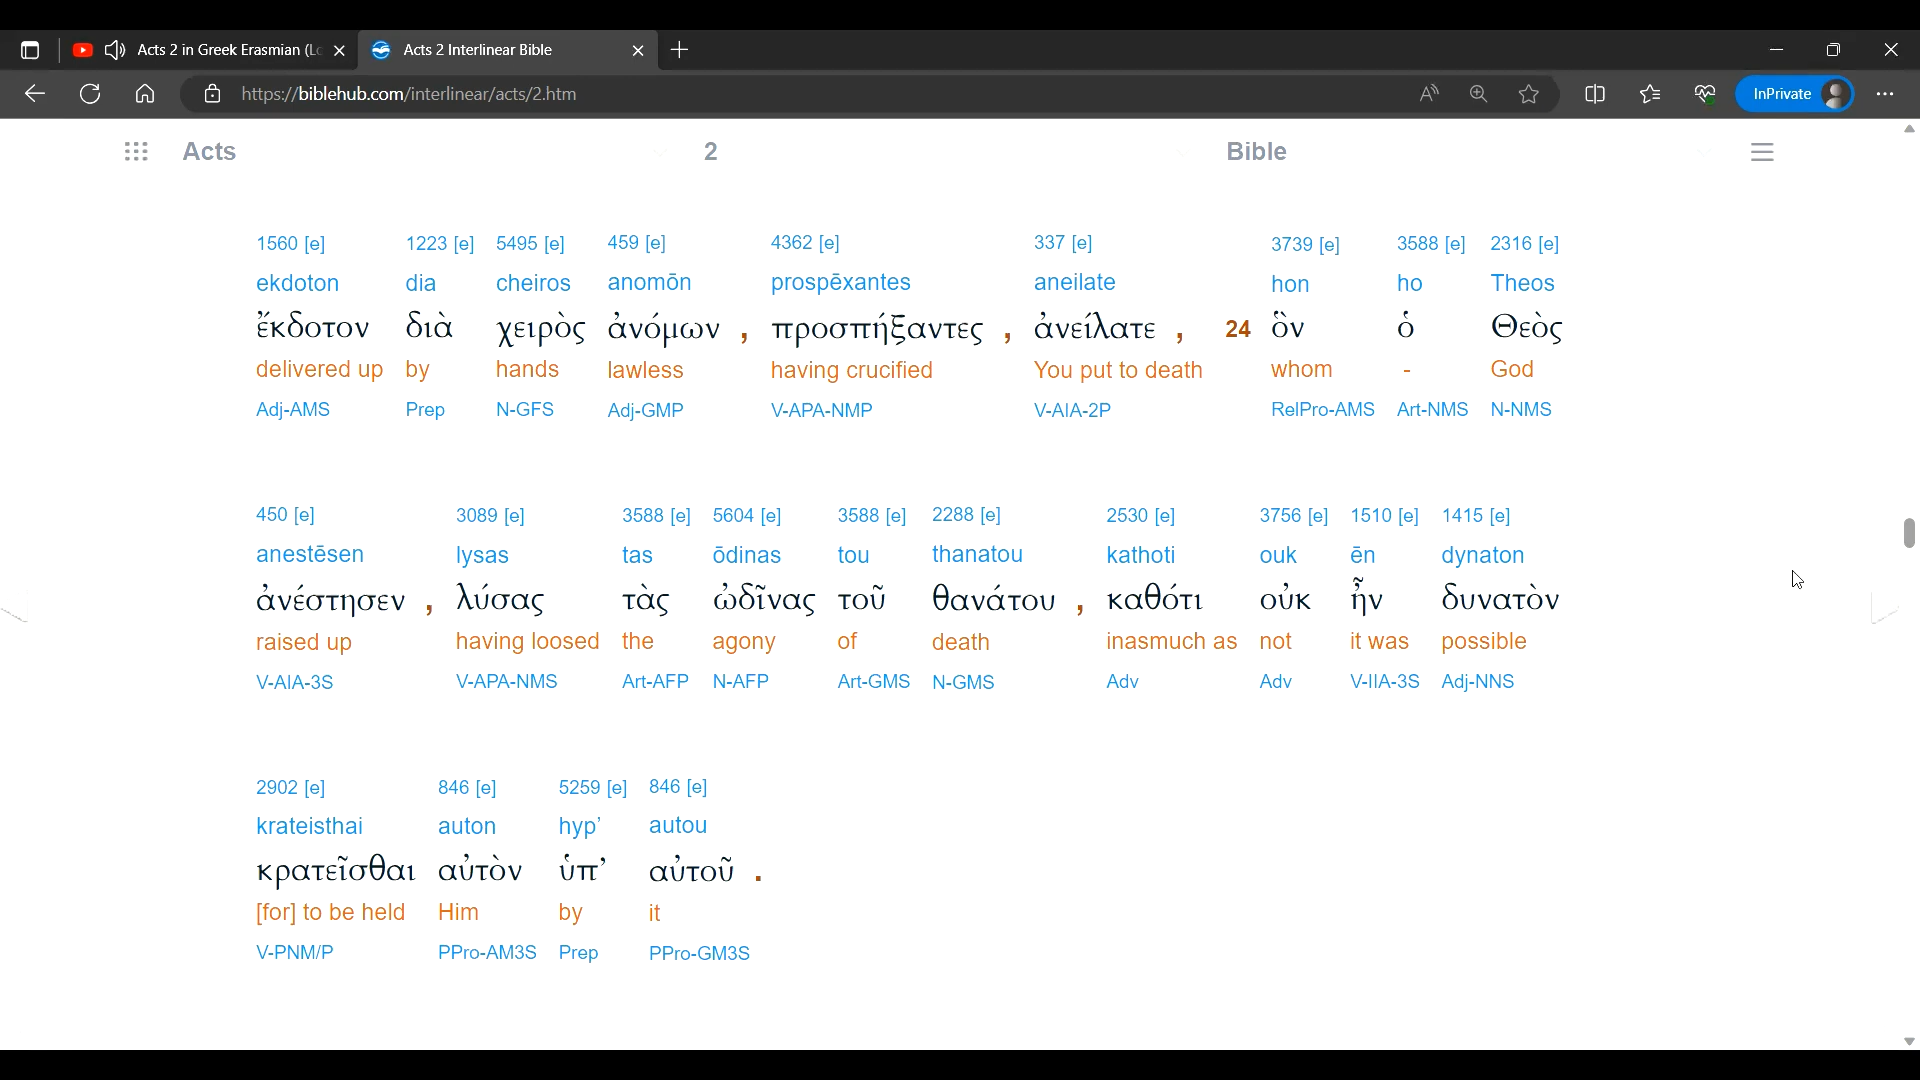 Acts 2 in Greek Erasmian (Lo
Acts 2 Interlinear Bible
https://biblehub.com/interlinear/acts/2.htm
InPrivate
Acts 2 Bible
1560 [e] 1223 [e] 5495 [e] 459 [e] 4362 [e] 337 [e] 3739 [e] 3588 [e] 2316 [e]
ekdoton dia cheiros anomōn prospēxantes aneilate hon ho Theos
ἔκδοτον διὰ χειρὸς ἀνόμων , προσπήξαντες , ἀνείλατε , 24 ὃν ὁ Θεὸς
delivered up by hands lawless having crucified You put to death whom - God
Adj-AMS Prep N-GFS Adj-GMP V-APA-NMP V-AIA-2P RelPro-AMS Art-NMS N-NMS
450 [e] 3089 [e] 3588 [e] 5604 [e] 3588 [e] 2288 [e] 2530 [e] 3756 [e] 1510 [e] 1415 [e]
anestēsen lysas tas ōdinas tou thanatou kathoti ouk ēn dynaton
ἀνέστησεν , λύσας τὰς ὠδῖνας τοῦ θανάτου , καθότι οὐκ ἦν δυνατὸν
raised up having loosed the agony of death inasmuch as not it was possible
V-AIA-3S V-APA-NMS Art-AFP N-AFP Art-GMS N-GMS Adv Adv V-IIA-3S Adj-NNS
2902 [e] 846 [e] 5259 [e] 846 [e]
krateisthai auton hyp’ autou
κρατεῖσθαι αὐτὸν ὑπ’ αὐτοῦ .
[for] to be held Him by it
V-PNM/P PPro-AM3S Prep PPro-GM3S